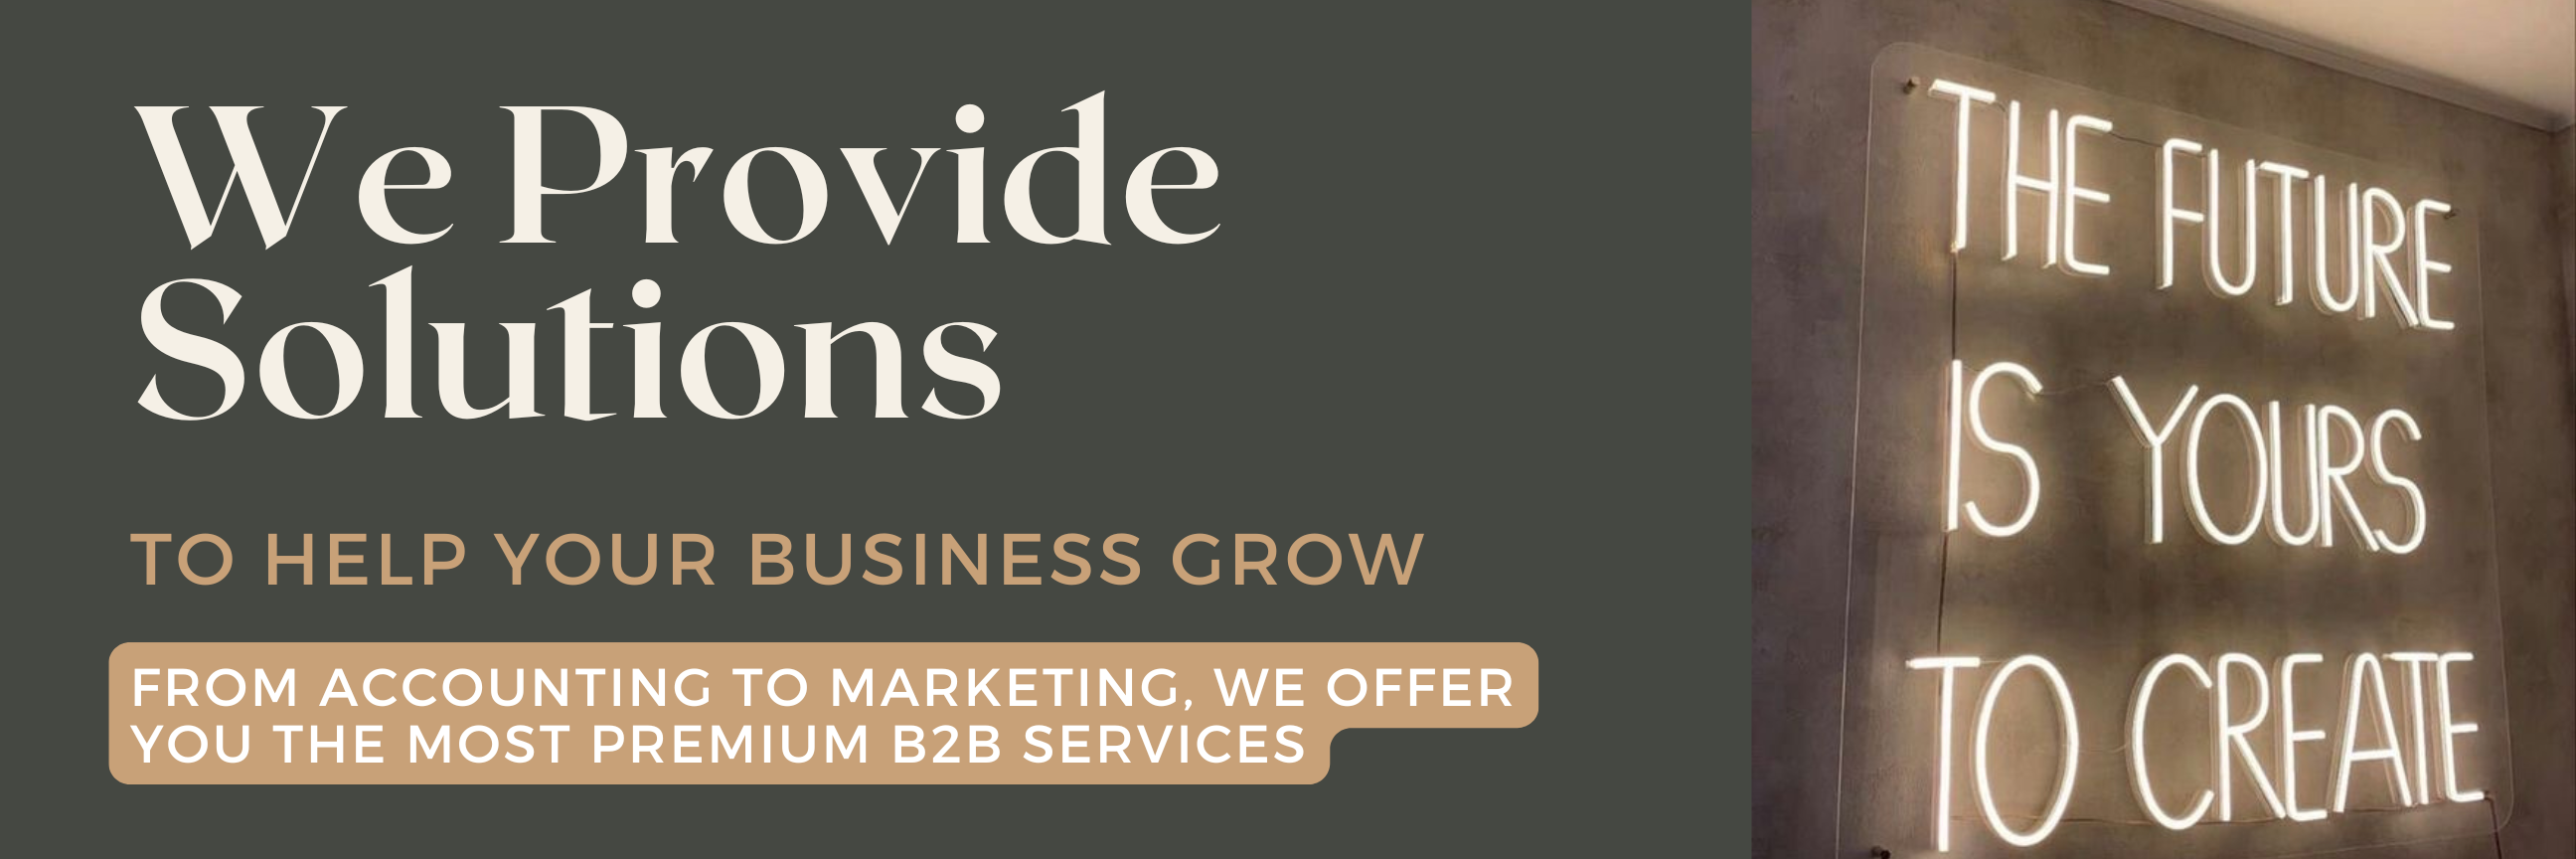 We Provide
Solutions
TO HELP YOUR BUSINESS GROW
FROM ACCOUNTING TO MARKETING, WE OFFER
YOU THE MOST PREMIUM B2B SERVICES
THE FUTURE
IS YOURS
TO CREATE